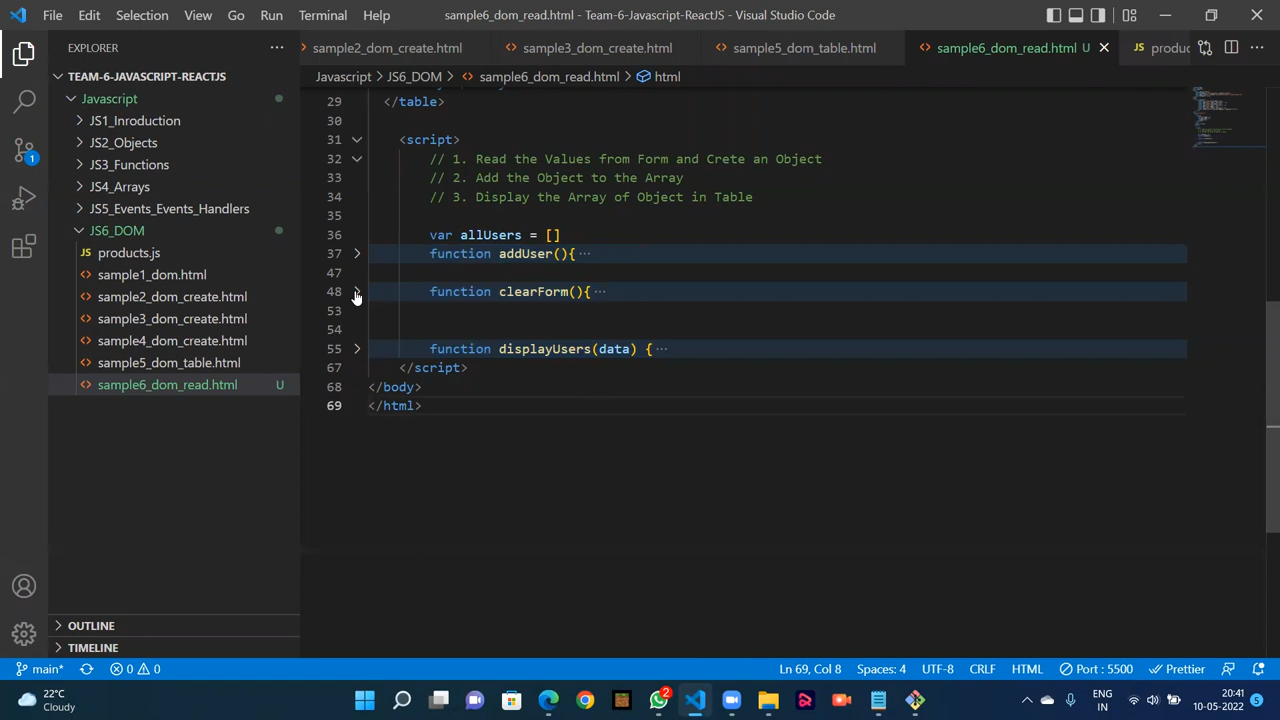 File Edit Selection View Go Run Terminal Help sample6_dom_read.html - Team-6-Javascript-ReactJS - Visual Studio Code
EXPLORER
sample2_dom_create.html sample3_dom_create.html sample5_dom_table.html sample6_dom_read.html U produc
TEAM-6-JAVASCRIPT-REACTJS
Javascript > JS6_DOM > sample6_dom_read.html > html
Javascript
JS1_Inroduction
JS2_Objects
JS3_Functions
JS4_Arrays
JS5_Events_Events_Handlers
JS6_DOM
JS products.js
sample1_dom.html
sample2_dom_create.html
sample3_dom_create.html
sample4_dom_create.html
sample5_dom_table.html
sample6_dom_read.html U
OUTLINE
TIMELINE
29 </table>
30
31 <script>
32 // 1. Read the Values from Form and Crete an Object
33 // 2. Add the Object to the Array
34 // 3. Display the Array of Object in Table
35
36 var allUsers = []
37 function addUser(){ ···
47
48 function clearForm(){ ···
53
54
55 function displayUsers(data) { ···
67 </script>
68 </body>
69 </html>
1
main* 0 0 Ln 69, Col 8 Spaces: 4 UTF-8 CRLF HTML Port : 5500 Prettier
22°C
Cloudy
2
ENG
IN
20:41
10-05-2022
5